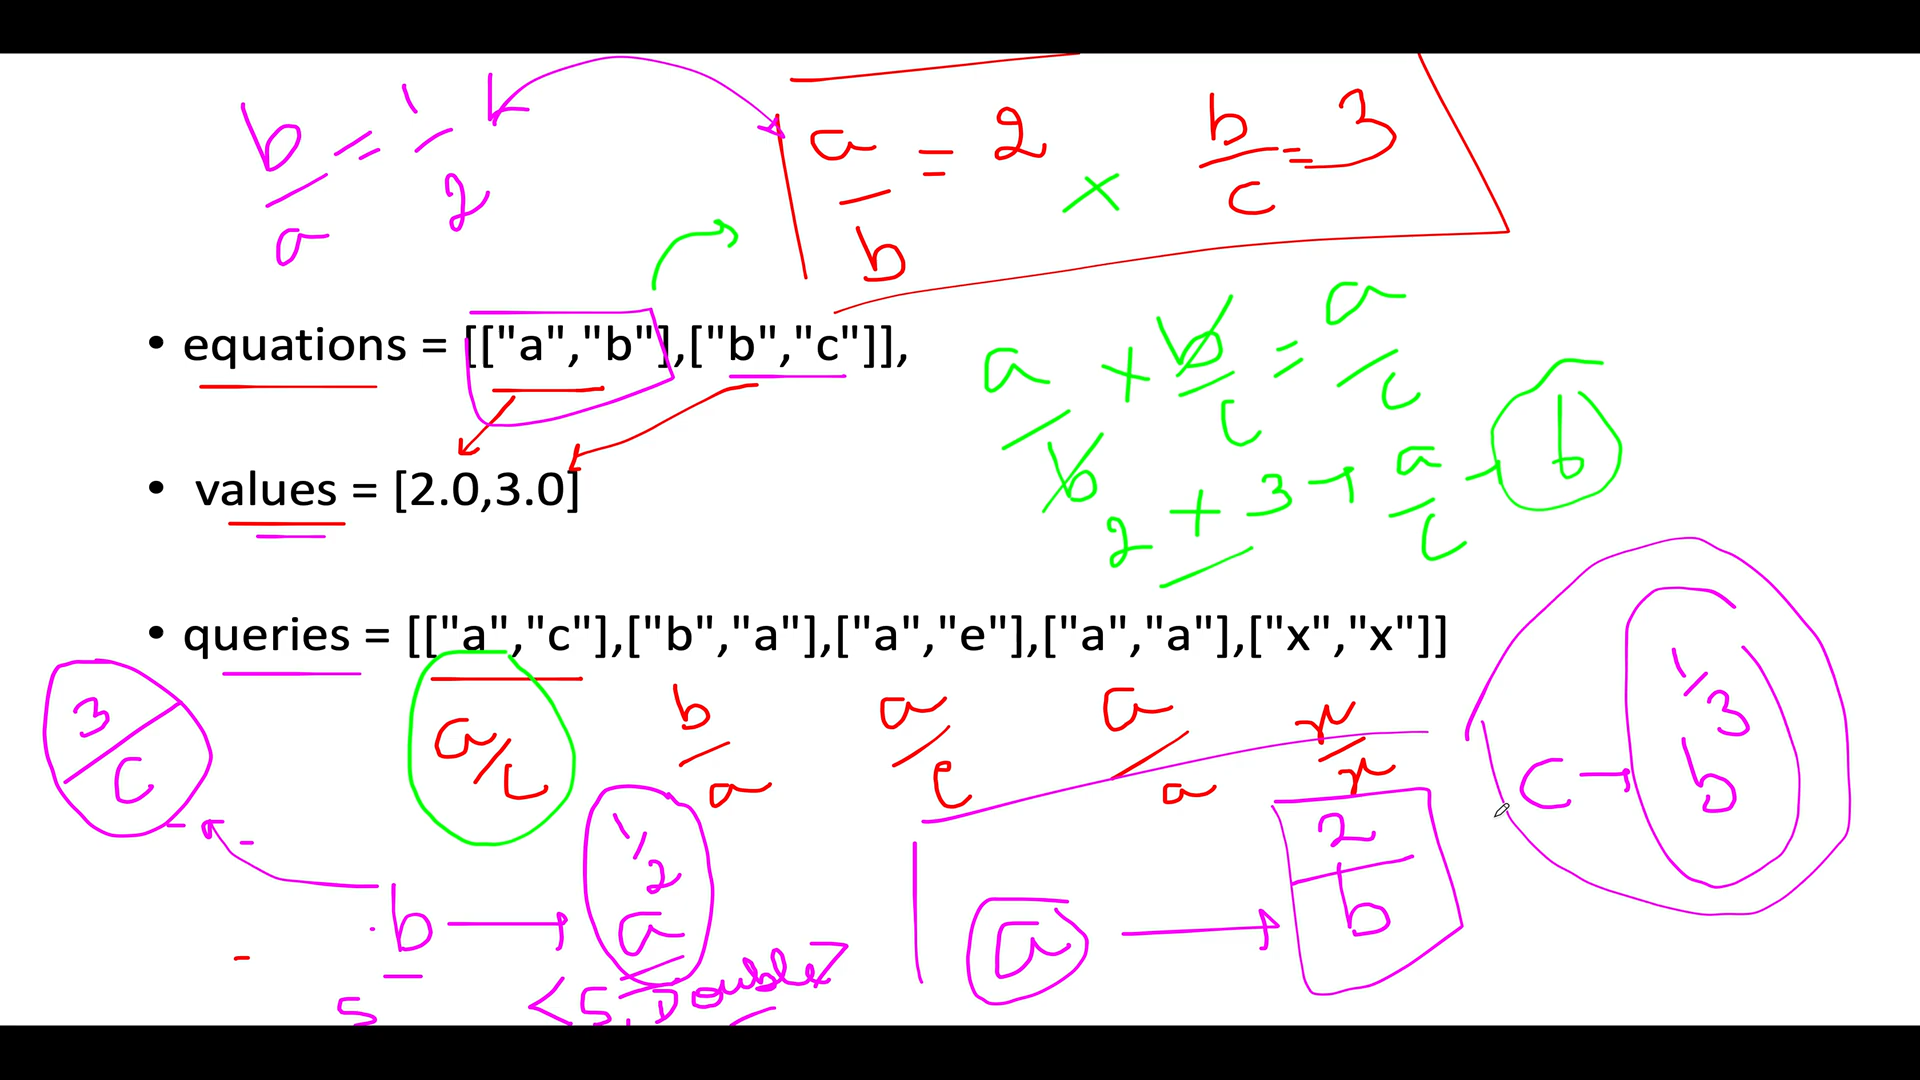 b/a = 1/2
a/b = 2 × b/c = 3
• equations = [["a","b"],["b","c"]],
a/b × b/c = a/c
• values = [2.0,3.0]
2 + 3 → a/c → b
• queries = [["a","c"],["b","a"],["a","e"],["a","a"],["x","x"]]
3/c
a/c b/a a/e a/a x/x
c → 1/3 b
b → 1/2 a
a → 2/b
S <S, Double>